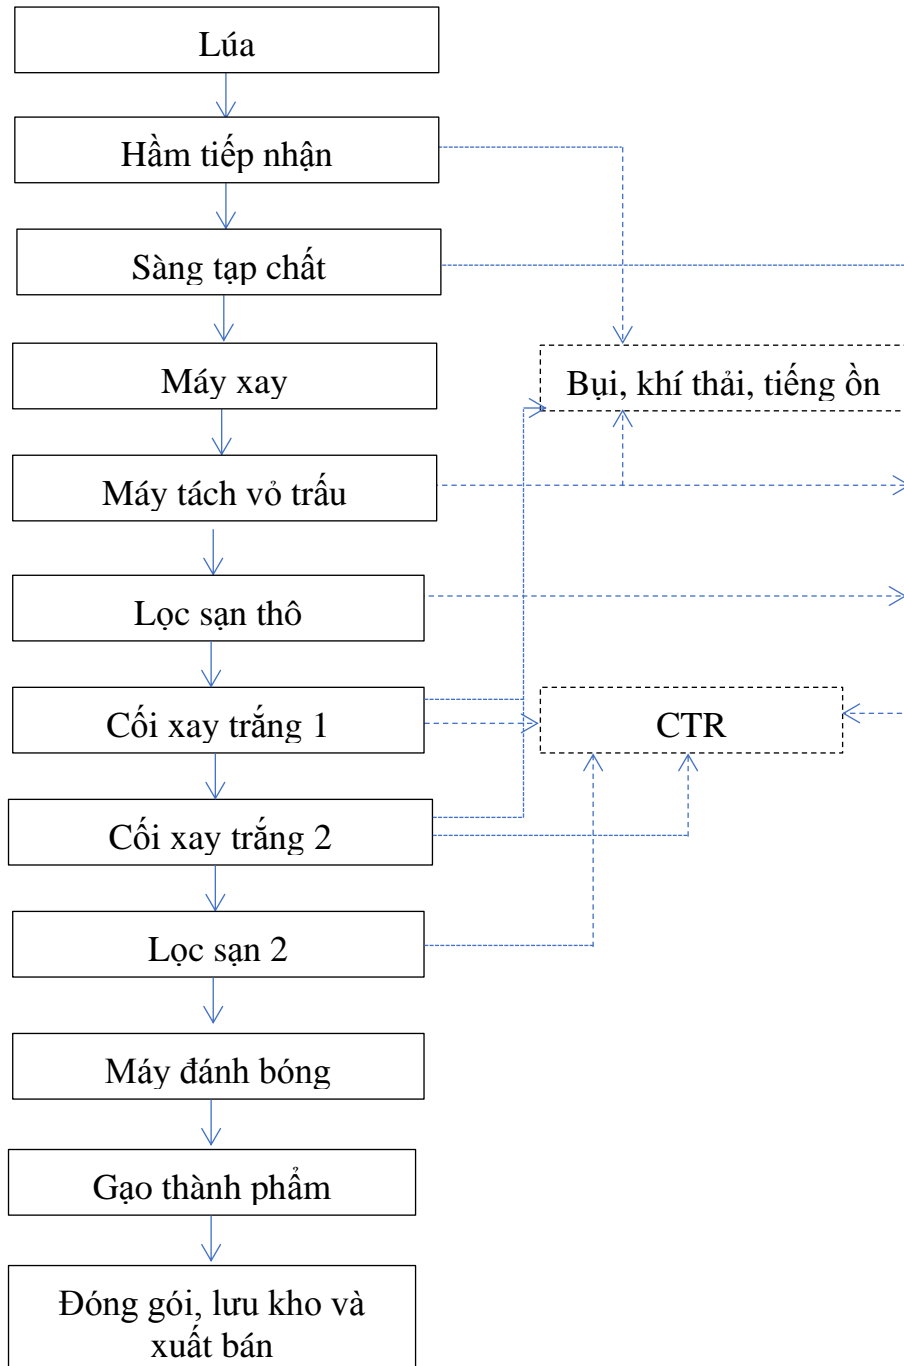 Lúa
Hầm tiếp nhận
Sàng tạp chất
Máy xay
Bụi, khí thải, tiếng ồn
Máy tách vỏ trấu
Lọc sạn thô
Cối xay trắng 1
CTR
Cối xay trắng 2
Lọc sạn 2
Máy đánh bóng
Gạo thành phẩm
Đóng gói, lưu kho và
xuất bán